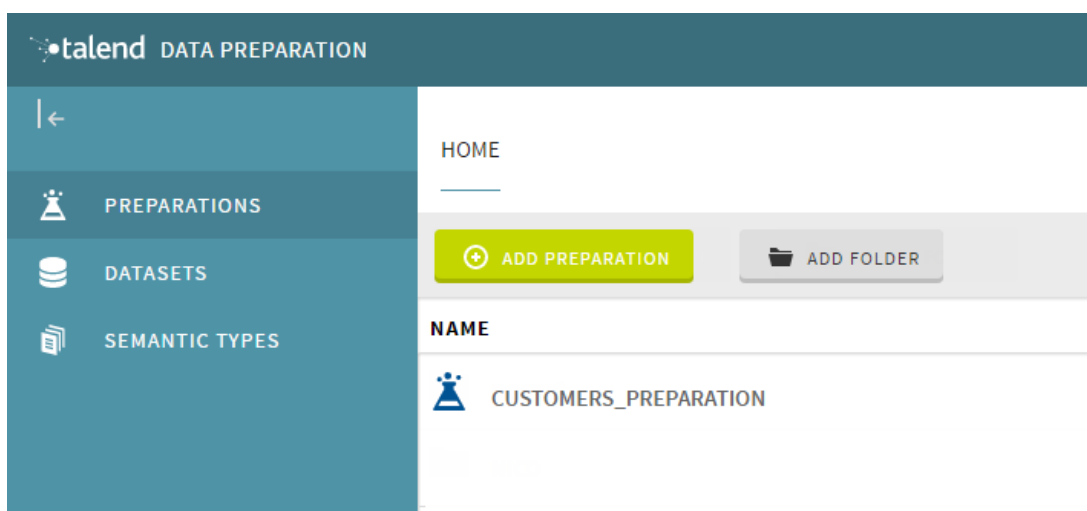 talend DATA PREPARATION
HOME
PREPARATIONS
DATASETS
SEMANTIC TYPES
ADD PREPARATION
ADD FOLDER
NAME
CUSTOMERS_PREPARATION